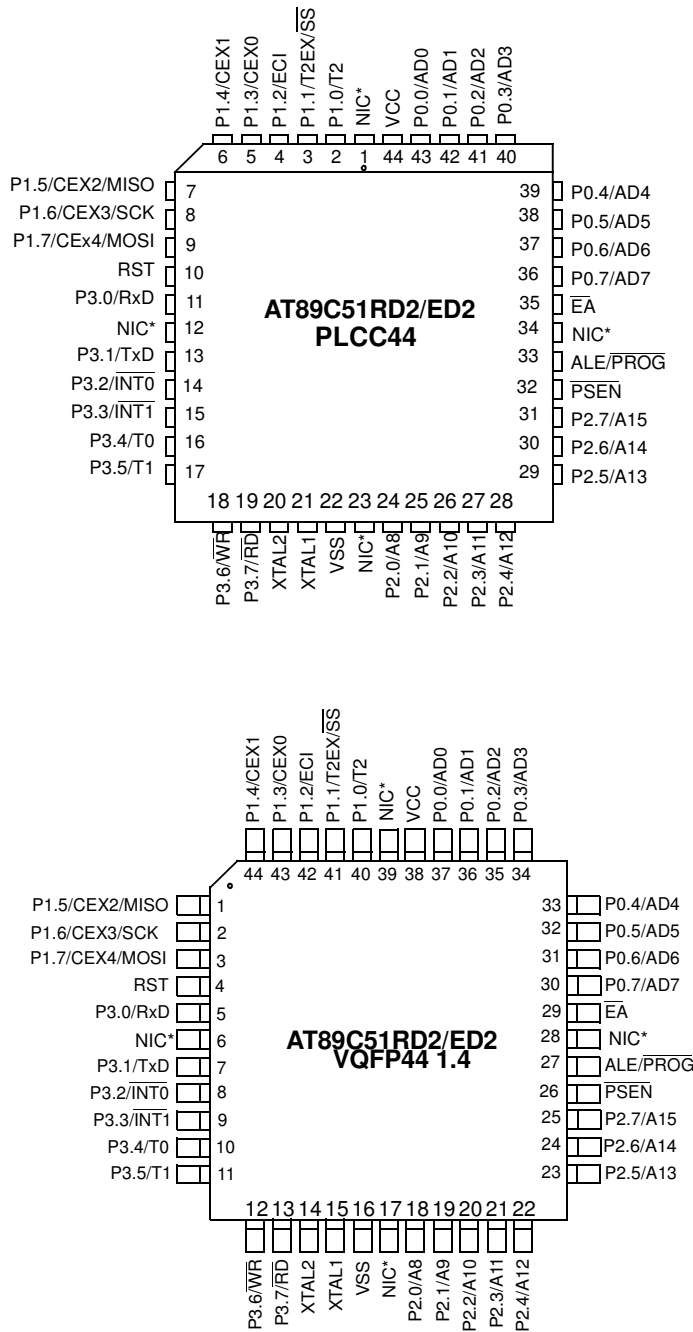 P1.4/CEX1
P1.3/CEX0
P1.2/ECI
P1.1/T2EX/S̅S̅
P1.0/T2
NIC*
VCC
P0.0/AD0
P0.1/AD1
P0.2/AD2
P0.3/AD3
6 5 4 3 2 1 44 43 42 41 40
P1.5/CEX2/MISO 7
P1.6/CEX3/SCK 8
P1.7/CEx4/MOSI 9
RST 10
P3.0/RxD 11
NIC* 12
P3.1/TxD 13
P3.2/I̅N̅T̅0̅ 14
P3.3/I̅N̅T̅1̅ 15
P3.4/T0 16
P3.5/T1 17
AT89C51RD2/ED2
PLCC44
39 P0.4/AD4
38 P0.5/AD5
37 P0.6/AD6
36 P0.7/AD7
35 E̅A̅
34 NIC*
33 ALE/P̅R̅O̅G̅
32 P̅S̅E̅N̅
31 P2.7/A15
30 P2.6/A14
29 P2.5/A13
18 19 20 21 22 23 24 25 26 27 28
P3.6/W̅R̅
P3.7/R̅D̅
XTAL2
XTAL1
VSS
NIC*
P2.0/A8
P2.1/A9
P2.2/A10
P2.3/A11
P2.4/A12
P1.4/CEX1
P1.3/CEX0
P1.2/ECI
P1.1/T2EX/S̅S̅
P1.0/T2
NIC*
VCC
P0.0/AD0
P0.1/AD1
P0.2/AD2
P0.3/AD3
44 43 42 41 40 39 38 37 36 35 34
P1.5/CEX2/MISO 1
P1.6/CEX3/SCK 2
P1.7/CEX4/MOSI 3
RST 4
P3.0/RxD 5
NIC* 6
P3.1/TxD 7
P3.2/I̅N̅T̅0̅ 8
P3.3/I̅N̅T̅1̅ 9
P3.4/T0 10
P3.5/T1 11
AT89C51RD2/ED2
VQFP44 1.4
33 P0.4/AD4
32 P0.5/AD5
31 P0.6/AD6
30 P0.7/AD7
29 E̅A̅
28 NIC*
27 ALE/P̅R̅O̅G̅
26 P̅S̅E̅N̅
25 P2.7/A15
24 P2.6/A14
23 P2.5/A13
12 13 14 15 16 17 18 19 20 21 22
P3.6/W̅R̅
P3.7/R̅D̅
XTAL2
XTAL1
VSS
NIC*
P2.0/A8
P2.1/A9
P2.2/A10
P2.3/A11
P2.4/A12